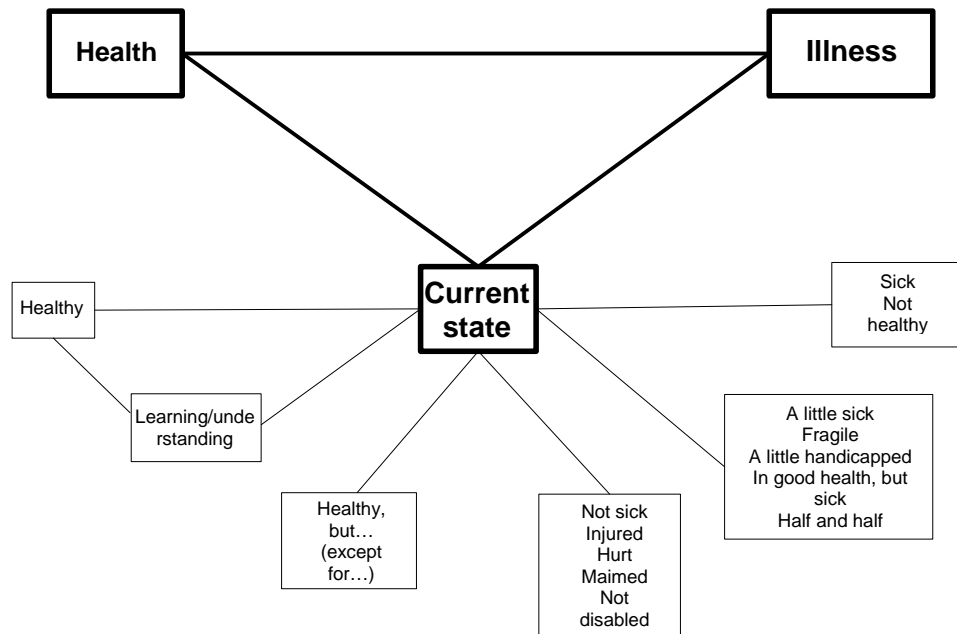 Health
Illness
Current
state
Healthy
Sick
Not
healthy
Learning/unde
rstanding
A little sick
Fragile
A little handicapped
In good health, but
sick
Half and half
Healthy,
but…
(except
for…)
Not sick
Injured
Hurt
Maimed
Not
disabled